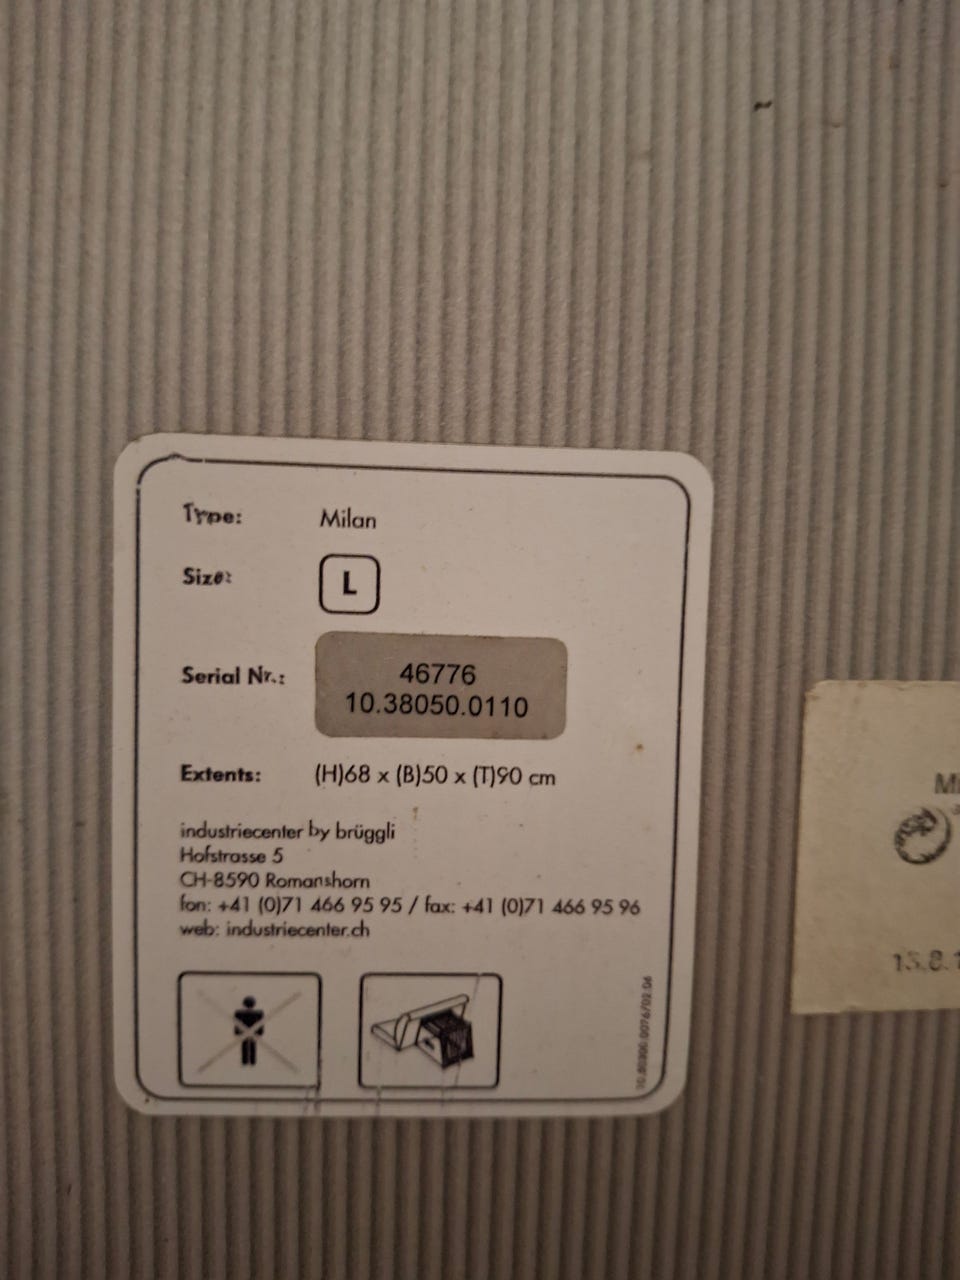 Type: Milan
Size: L
Serial Nr.: 46776
10.38050.0110
Extents: (H)68 x (B)50 x (T)90 cm
industriecenter by brüggli
Hofstrasse 5
CH-8590 Romanshorn
fon: +41 (0)71 466 95 95 / fax: +41 (0)71 466 95 96
web: industriecenter.ch